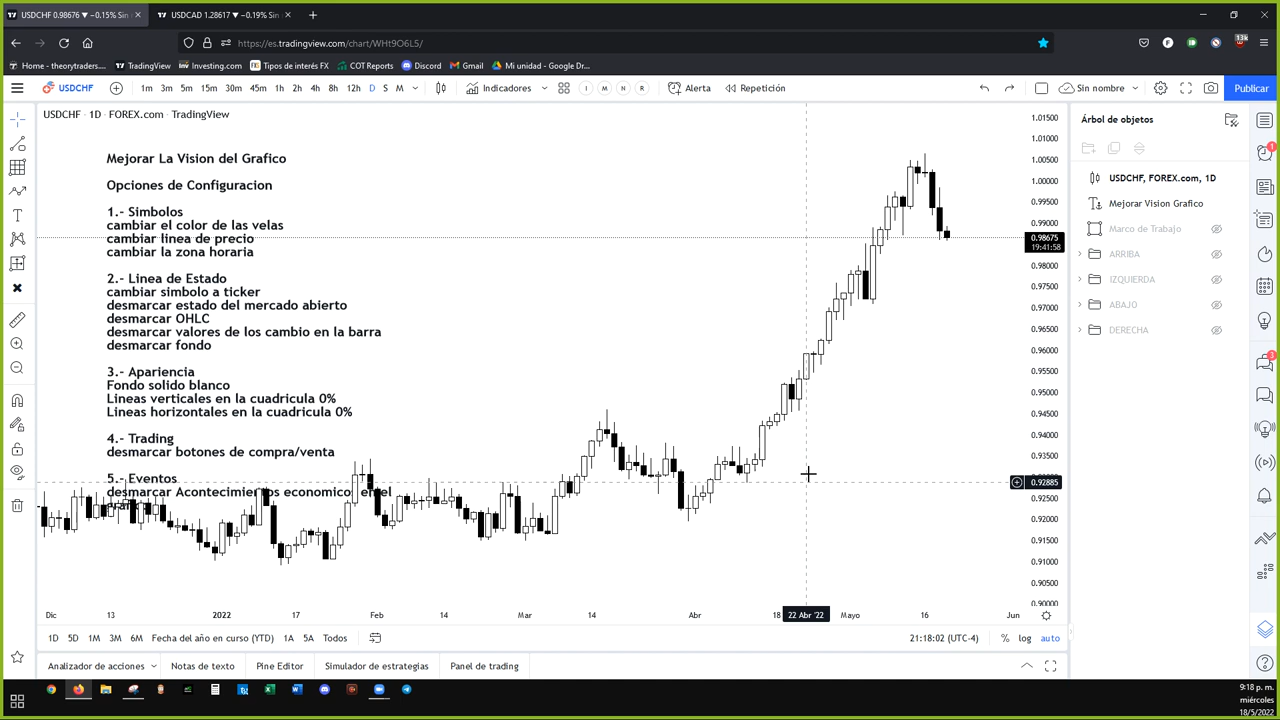 USDCHF 0.98676 ▼ −0.15% Sin
USDCAD 1.28617 ▼ −0.19% Sin
https://es.tradingview.com/chart/WHt9O6L5/
13k
Home - theorytraders....
TradingView
Investing.com
Tipos de interés FX
COT Reports
Discord
Gmail
Mi unidad - Google Dr...
USDCHF
1m 3m 5m 15m 30m 45m 1h 2h 4h 8h 12h D S M
Indicadores
I M N R
Alerta
Repetición
Sin nombre
Publicar
USDCHF · 1D · FOREX.com · TradingView
Mejorar La Vision del Grafico
Opciones de Configuracion
1.- Simbolos
cambiar el color de las velas
cambiar linea de precio
cambiar la zona horaria
2.- Linea de Estado
cambiar simbolo a ticker
desmarcar estado del mercado abierto
desmarcar OHLC
desmarcar valores de los cambio en la barra
desmarcar fondo
3.- Apariencia
Fondo solido blanco
Lineas verticales en la cuadricula 0%
Lineas horizontales en la cuadricula 0%
4.- Trading
desmarcar botones de compra/venta
5.- Eventos
desmarcar Acontecimientos economicos en el
1.01500
1.01000
1.00500
1.00000
0.99500
0.99000
0.98675
19:41:58
0.98000
0.97500
0.97000
0.96500
0.96000
0.95500
0.95000
0.94500
0.94000
0.93500
0.92885
0.92500
0.92000
0.91500
0.91000
0.90500
0.90000
Dic 13 2022 17 Feb 14 Mar 14 Abr 18 22 Abr '22 Mayo 16 Jun
Árbol de objetos
USDCHF, FOREX.com, 1D
Mejorar Vision Grafico
Marco de Trabajo
ARRIBA
IZQUIERDA
ABAJO
DERECHA
1
3
1D 5D 1M 3M 6M Fecha del año en curso (YTD) 1A 5A Todos
21:18:02 (UTC-4)
% log auto
Analizador de acciones
Notas de texto
Pine Editor
Simulador de estrategias
Panel de trading
9:18 p. m.
miércoles
18/5/2022